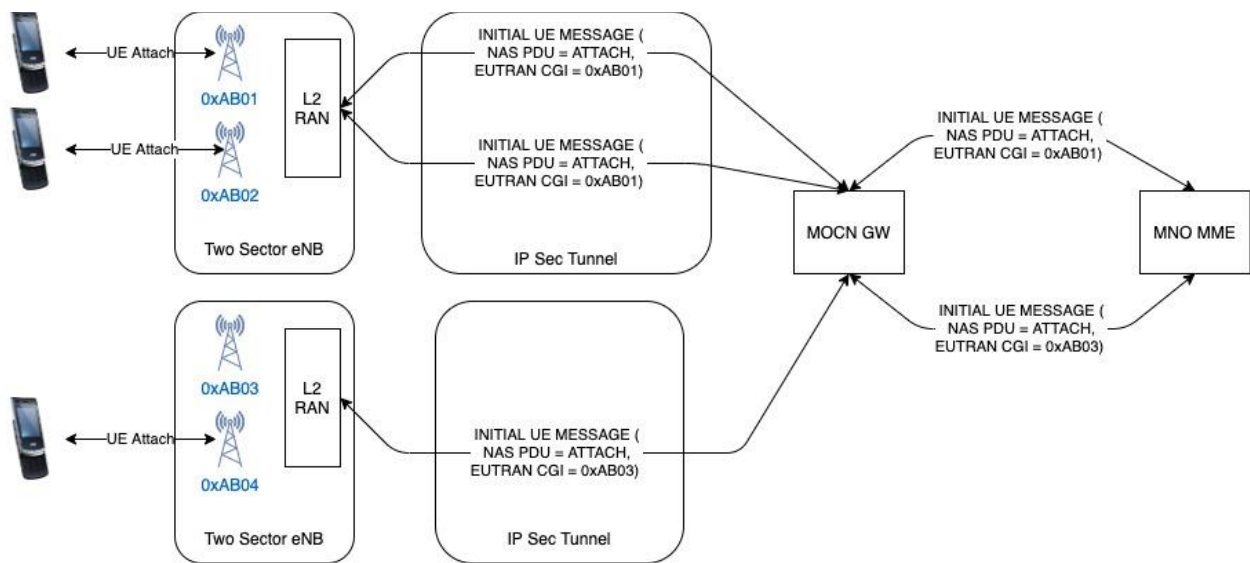 UE Attach
0xAB01
UE Attach
0xAB02
L2
RAN
Two Sector eNB
INITIAL UE MESSAGE (
NAS PDU = ATTACH,
EUTRAN CGI = 0xAB01)
INITIAL UE MESSAGE (
NAS PDU = ATTACH,
EUTRAN CGI = 0xAB01)
IP Sec Tunnel
MOCN GW
INITIAL UE MESSAGE (
NAS PDU = ATTACH,
EUTRAN CGI = 0xAB01)
MNO MME
INITIAL UE MESSAGE (
NAS PDU = ATTACH,
EUTRAN CGI = 0xAB03)
0xAB03
UE Attach
0xAB04
L2
RAN
Two Sector eNB
INITIAL UE MESSAGE (
NAS PDU = ATTACH,
EUTRAN CGI = 0xAB03)
IP Sec Tunnel